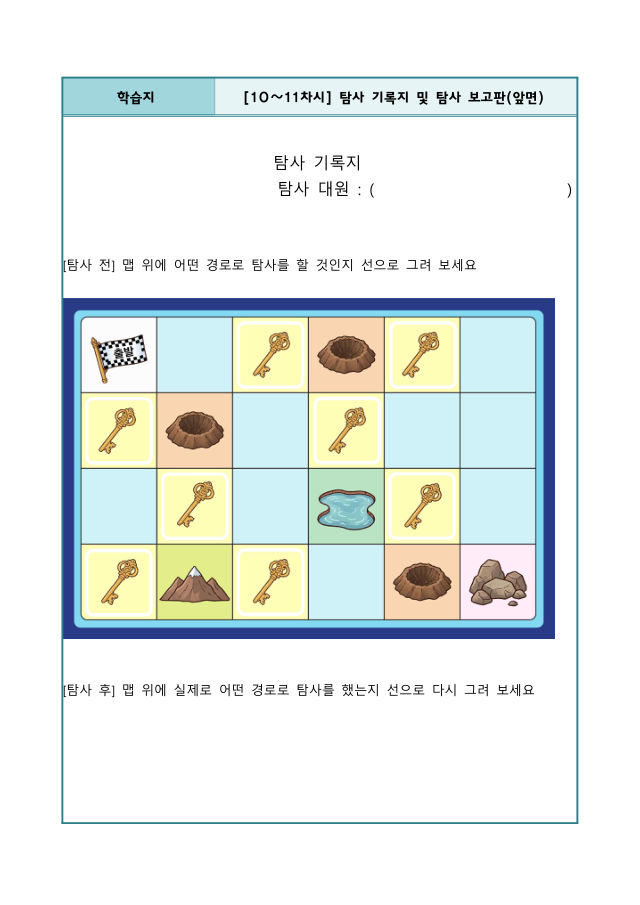 학습지
[10~11차시] 탐사 기록지 및 탐사 보고판(앞면)
탐사 기록지
탐사 대원 : ( )
[탐사 전] 맵 위에 어떤 경로로 탐사를 할 것인지 선으로 그려 보세요
출발
[탐사 후] 맵 위에 실제로 어떤 경로로 탐사를 했는지 선으로 다시 그려 보세요